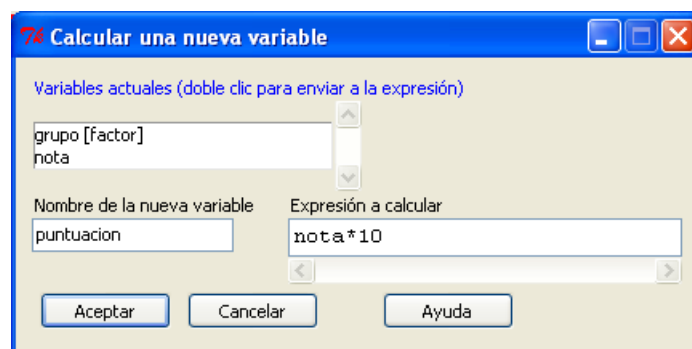 Calcular una nueva variable
Variables actuales (doble clic para enviar a la expresión)
grupo [factor]
nota
Nombre de la nueva variable
Expresión a calcular
puntuacion
nota*10
Aceptar
Cancelar
Ayuda